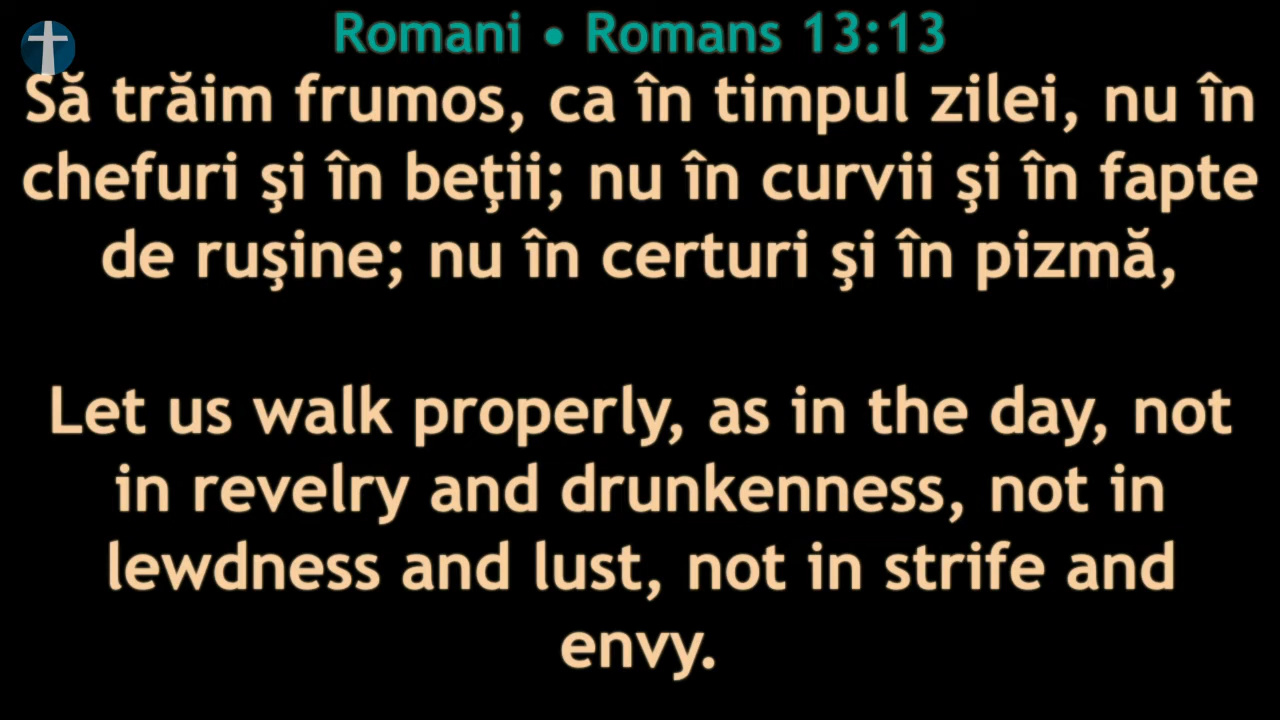 Romani • Romans 13:13
Să trăim frumos, ca în timpul zilei, nu în
chefuri şi în beţii; nu în curvii şi în fapte
de ruşine; nu în certuri şi în pizmă,
Let us walk properly, as in the day, not
in revelry and drunkenness, not in
lewdness and lust, not in strife and
envy.